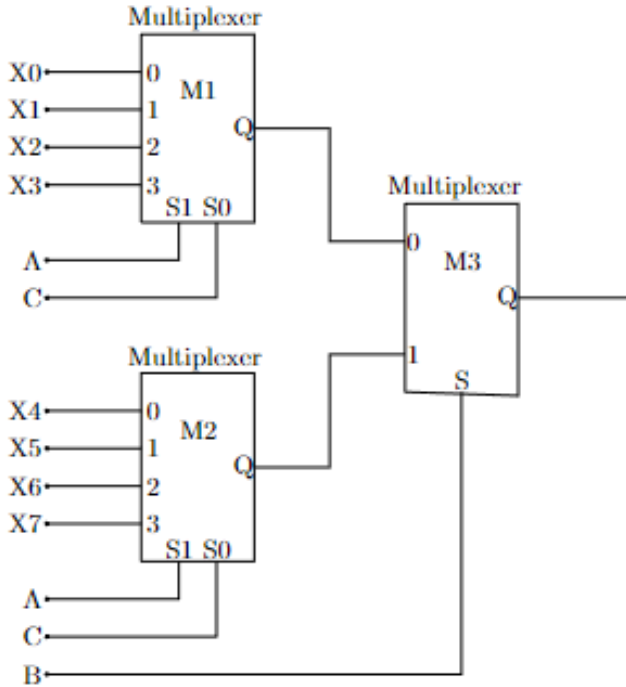 Multiplexer
X0 0
M1
X1 1
Q
X2 2
X3 3
S1 S0
A
C
Multiplexer
0
M3
Q
1
S
Multiplexer
X4 0
M2
X5 1
Q
X6 2
X7 3
S1 S0
A
C
B